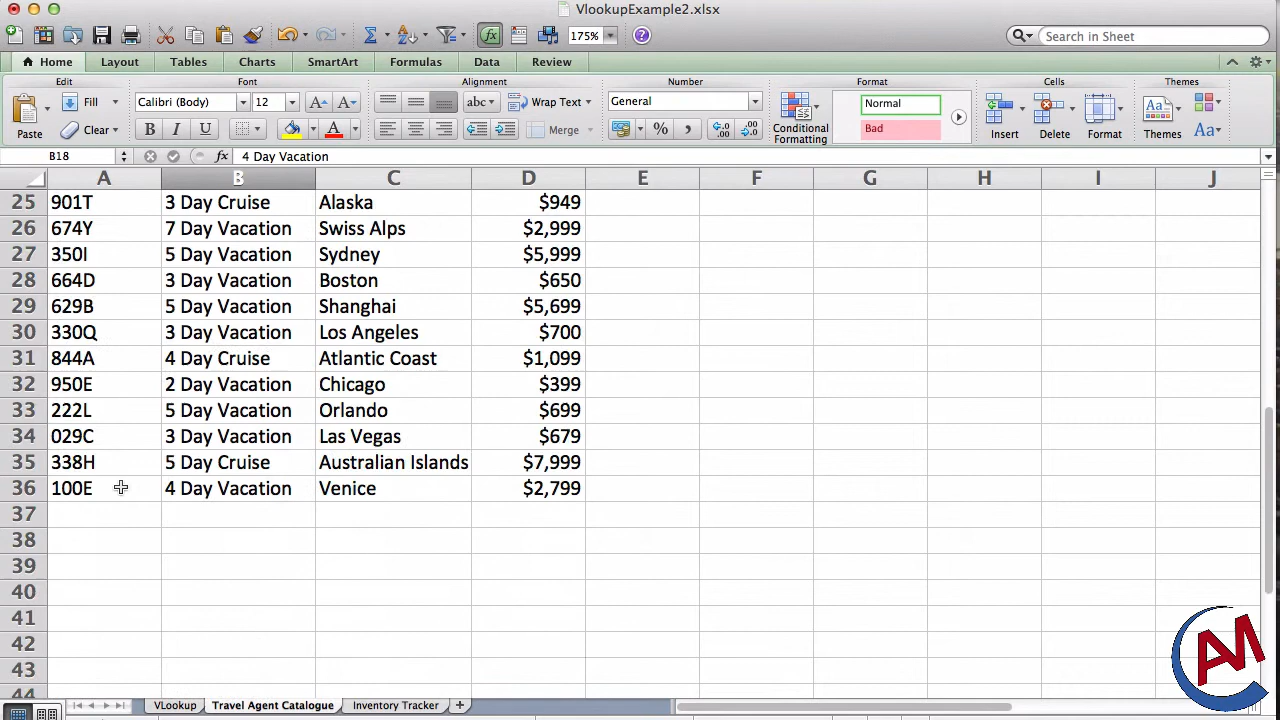 VlookupExample2.xlsx
175%
Search in Sheet
Home Layout Tables Charts SmartArt Formulas Data Review
Edit Font Alignment Number Format Cells Themes
Paste Fill Calibri (Body) 12 A A abc Wrap Text General Conditional Formatting Normal Insert Delete Format Themes Aa
Clear B I U A Merge % , .0 .00 .00 .0 Bad
B18 fx 4 Day Vacation
A B C D E F G H I J
25 901T 3 Day Cruise Alaska $949
26 674Y 7 Day Vacation Swiss Alps $2,999
27 350I 5 Day Vacation Sydney $5,999
28 664D 3 Day Vacation Boston $650
29 629B 5 Day Vacation Shanghai $5,699
30 330Q 3 Day Vacation Los Angeles $700
31 844A 4 Day Cruise Atlantic Coast $1,099
32 950E 2 Day Vacation Chicago $399
33 222L 5 Day Vacation Orlando $699
34 029C 3 Day Vacation Las Vegas $679
35 338H 5 Day Cruise Australian Islands $7,999
36 100E 4 Day Vacation Venice $2,799
37
38
39
40
41
42
43
44
VLookup Travel Agent Catalogue Inventory Tracker +
CAM